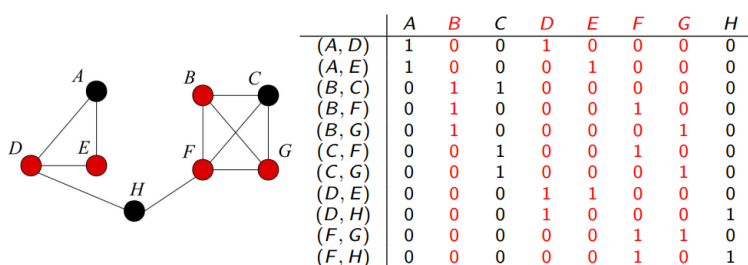 A
B
C
D
E
F
G
H
A B C D E F G H
(A, D) 1 0 0 1 0 0 0 0
(A, E) 1 0 0 0 1 0 0 0
(B, C) 0 1 1 0 0 0 0 0
(B, F) 0 1 0 0 0 1 0 0
(B, G) 0 1 0 0 0 0 1 0
(C, F) 0 0 1 0 0 1 0 0
(C, G) 0 0 1 0 0 0 1 0
(D, E) 0 0 0 1 1 0 0 0
(D, H) 0 0 0 1 0 0 0 1
(F, G) 0 0 0 0 0 1 1 0
(F, H) 0 0 0 0 0 1 0 1